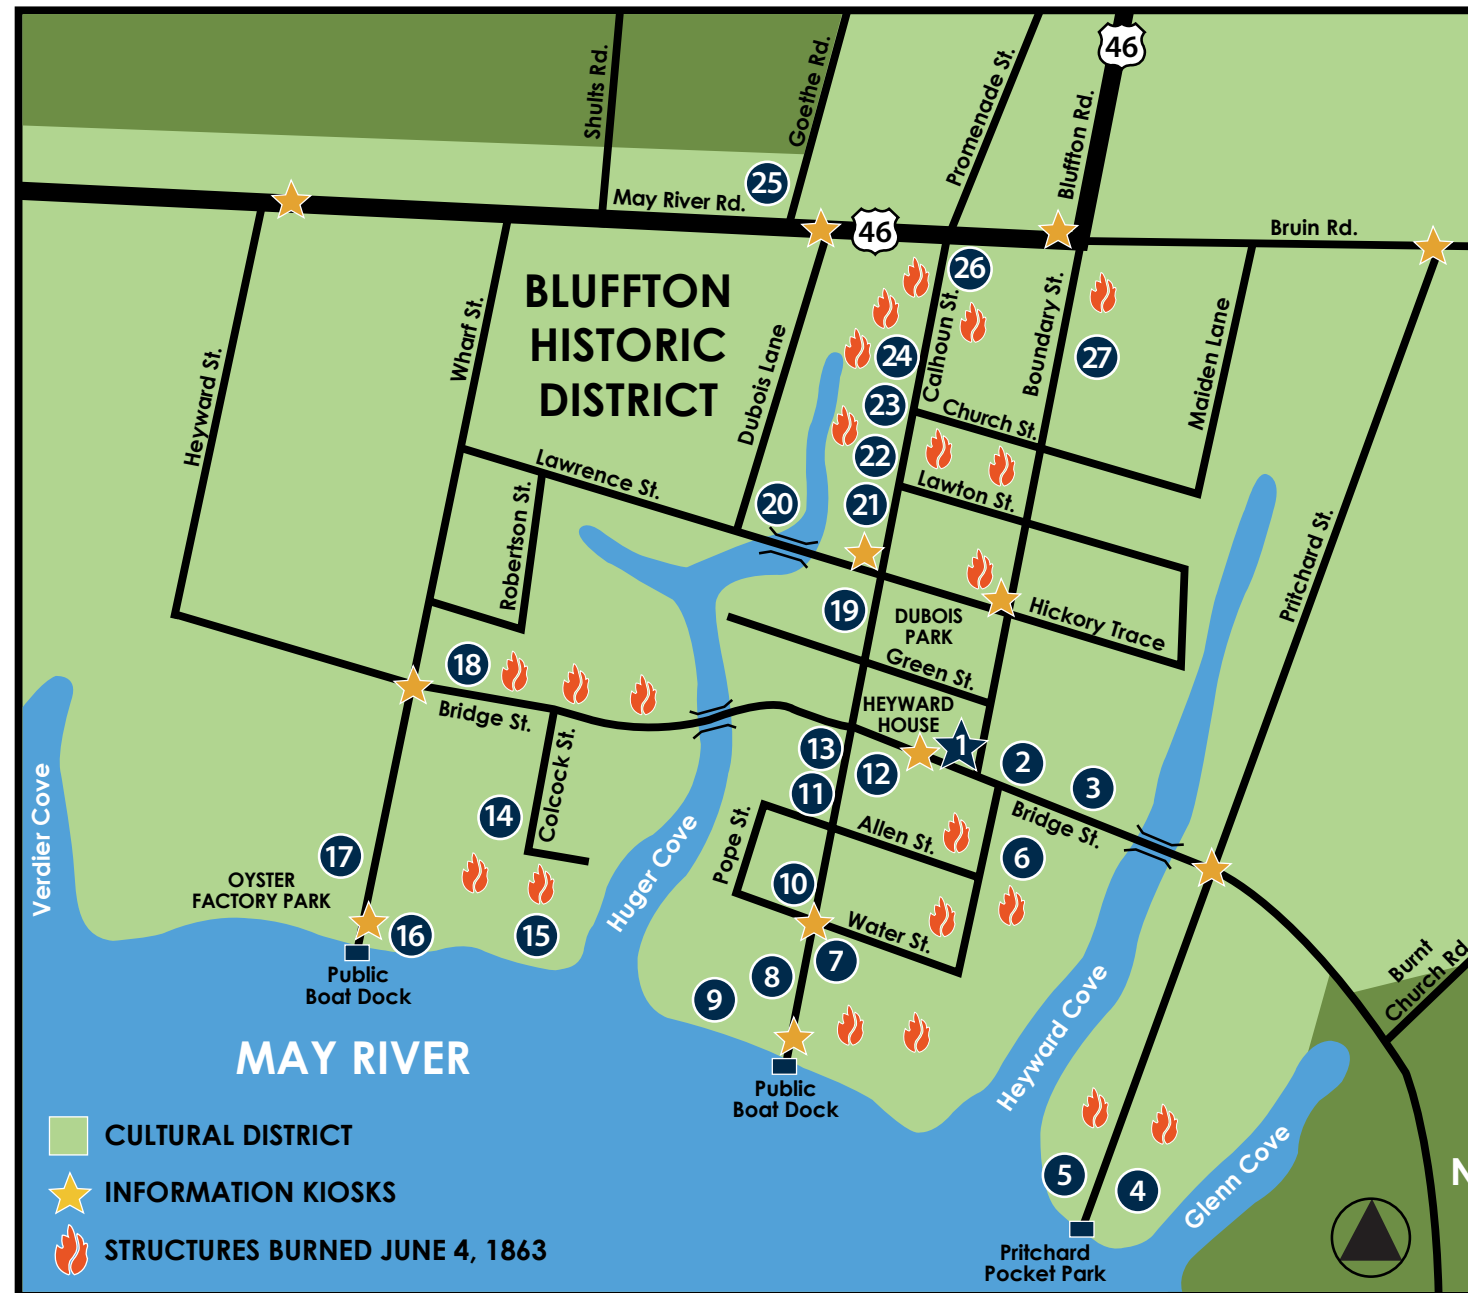 46
Shults Rd.
Goethe Rd.
Promenade St.
Bluffton Rd.
25
May River Rd.
46
Bruin Rd.
BLUFFTON
HISTORIC
DISTRICT
26
Heyward St.
Wharf St.
Dubois Lane
Calhoun St.
Boundary St.
Maiden Lane
24
27
23
Church St.
22
Lawrence St.
Lawton St.
20
21
Robertson St.
Pritchard St.
19
DUBOIS
PARK
Hickory Trace
Green St.
18
Bridge St.
HEYWARD
HOUSE
1
13
12
2
3
11
Colcock St.
14
Pope St.
Allen St.
Bridge St.
6
Verdier Cove
Huger Cove
17
OYSTER
FACTORY PARK
10
Water St.
16
15
7
8
9
Public
Boat Dock
Heyward Cove
Burnt
Church Rd
MAY RIVER
Public
Boat Dock
5
4
Glenn Cove
N
Pritchard
Pocket Park
CULTURAL DISTRICT
INFORMATION KIOSKS
STRUCTURES BURNED JUNE 4, 1863